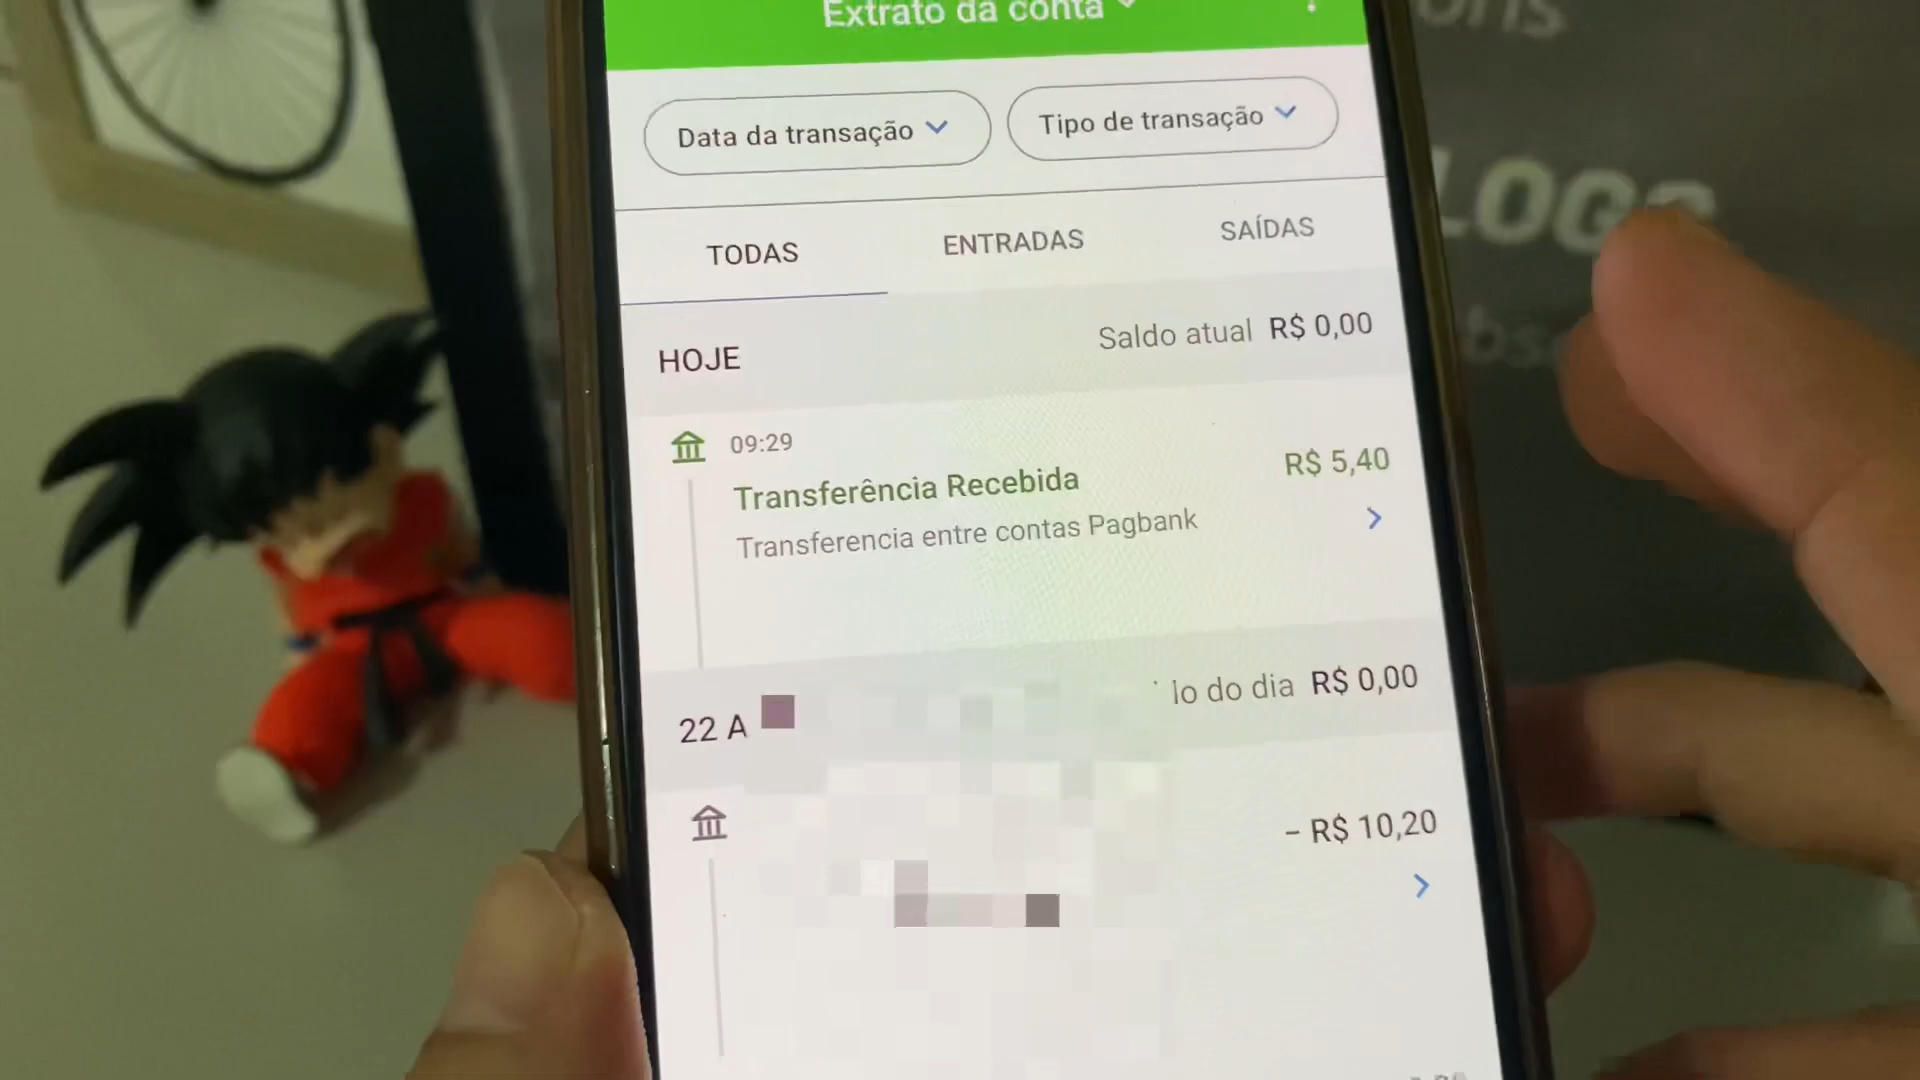 Extrato da conta
Data da transação
Tipo de transação
TODAS
ENTRADAS
SAÍDAS
HOJE
Saldo atual R$ 0,00
09:29
Transferência Recebida
R$ 5,40
Transferencia entre contas Pagbank
22 A
lo do dia R$ 0,00
- R$ 10,20
LOGO